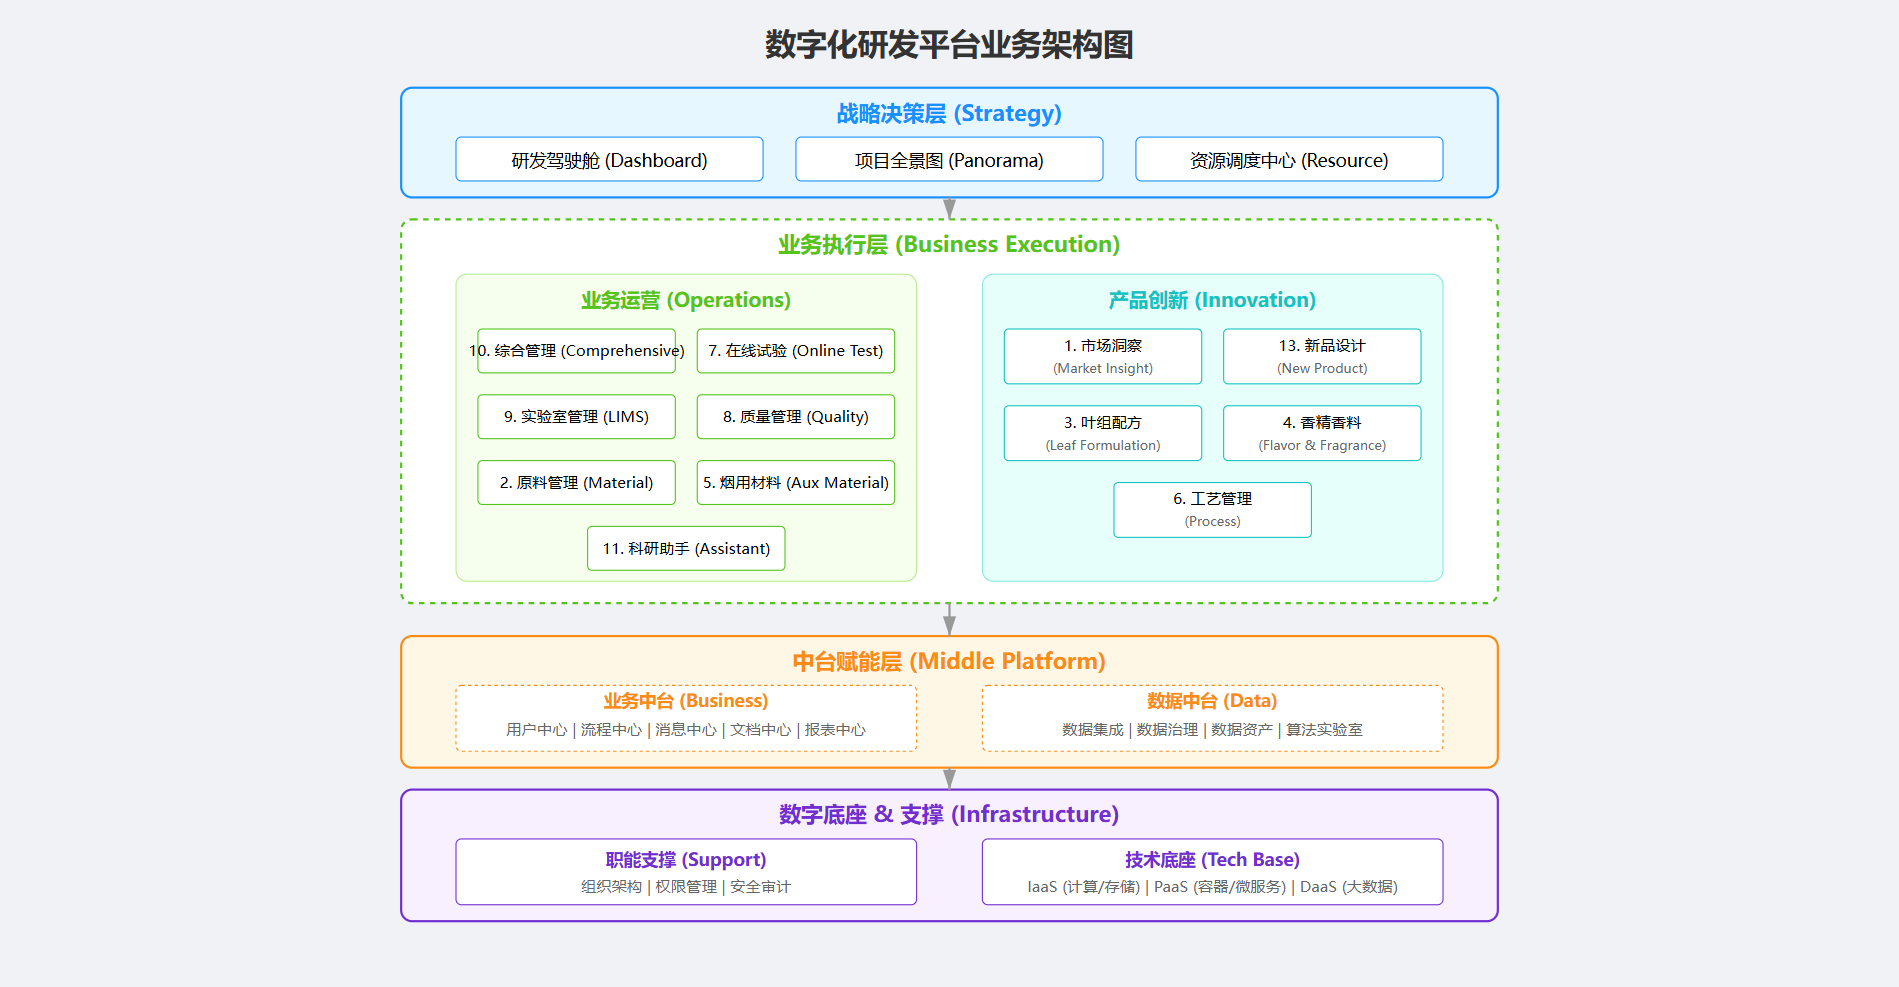 数字化研发平台业务架构图
战略决策层 (Strategy)
研发驾驶舱 (Dashboard)
项目全景图 (Panorama)
资源调度中心 (Resource)
业务执行层 (Business Execution)
业务运营 (Operations)
10. 综合管理 (Comprehensive)
7. 在线试验 (Online Test)
9. 实验室管理 (LIMS)
8. 质量管理 (Quality)
2. 原料管理 (Material)
5. 烟用材料 (Aux Material)
11. 科研助手 (Assistant)
产品创新 (Innovation)
1. 市场洞察
(Market Insight)
13. 新品设计
(New Product)
3. 叶组配方
(Leaf Formulation)
4. 香精香料
(Flavor & Fragrance)
6. 工艺管理
(Process)
中台赋能层 (Middle Platform)
业务中台 (Business)
用户中心 | 流程中心 | 消息中心 | 文档中心 | 报表中心
数据中台 (Data)
数据集成 | 数据治理 | 数据资产 | 算法实验室
数字底座 & 支撑 (Infrastructure)
职能支撑 (Support)
组织架构 | 权限管理 | 安全审计
技术底座 (Tech Base)
IaaS (计算/存储) | PaaS (容器/微服务) | DaaS (大数据)